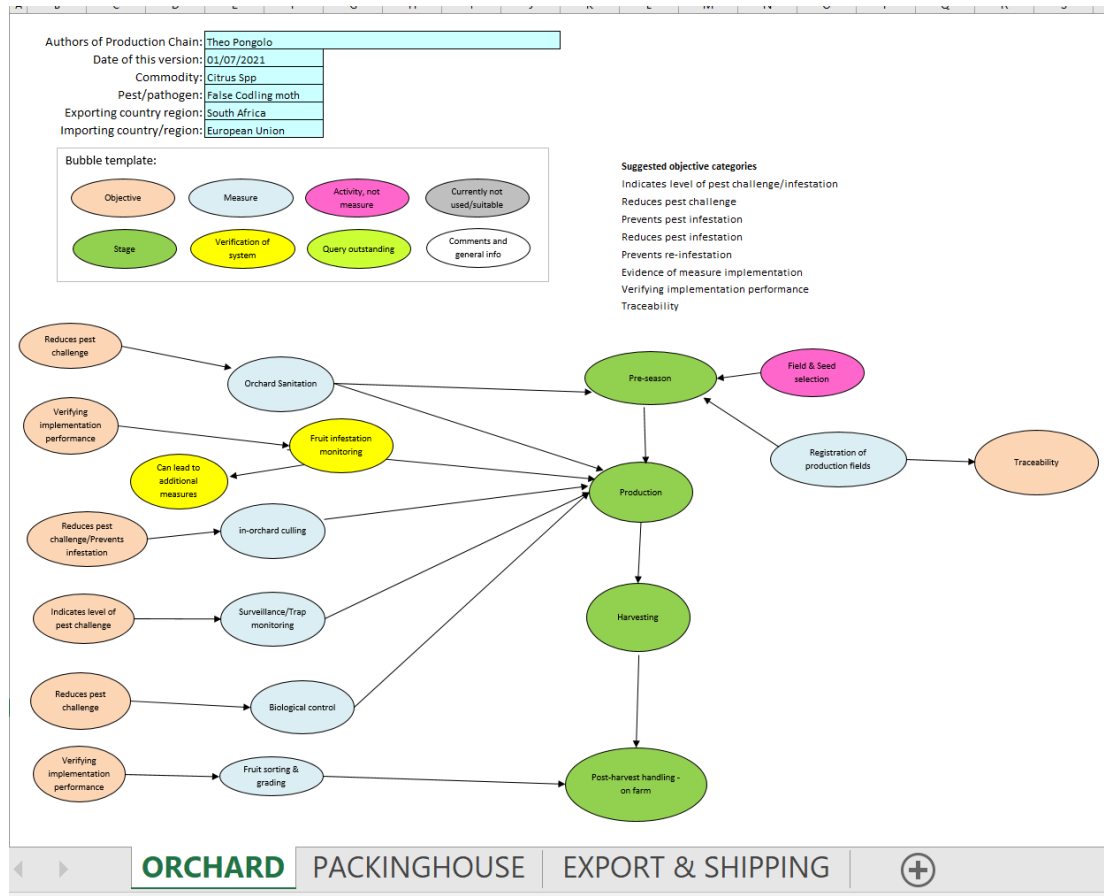 Authors of Production Chain: Theo Pongolo
Date of this version: 01/07/2021
Commodity: Citrus Spp
Pest/pathogen: False Codling moth
Exporting country region: South Africa
Importing country/region: European Union
Bubble template:
Objective
Measure
Activity, not
measure
Currently not
used/suitable
Stage
Verification of
system
Query outstanding
Comments and
general info
Suggested objective categories
Indicates level of pest challenge/infestation
Reduces pest challenge
Prevents pest infestation
Reduces pest infestation
Prevents re-infestation
Evidence of measure implementation
Verifying implementation performance
Traceability
Reduces pest
challenge
Orchard Sanitation
Pre-season
Field & Seed
selection
Verifying
implementation
performance
Fruit infestation
monitoring
Can lead to
additional
measures
Registration of
production fields
Traceability
Production
Reduces pest
challenge/Prevents
infestation
in-orchard culling
Indicates level of
pest challenge
Surveillance/Trap
monitoring
Harvesting
Reduces pest
challenge
Biological control
Verifying
implementation
performance
Fruit sorting &
grading
Post-harvest handling -
on farm
ORCHARD
PACKINGHOUSE
EXPORT & SHIPPING